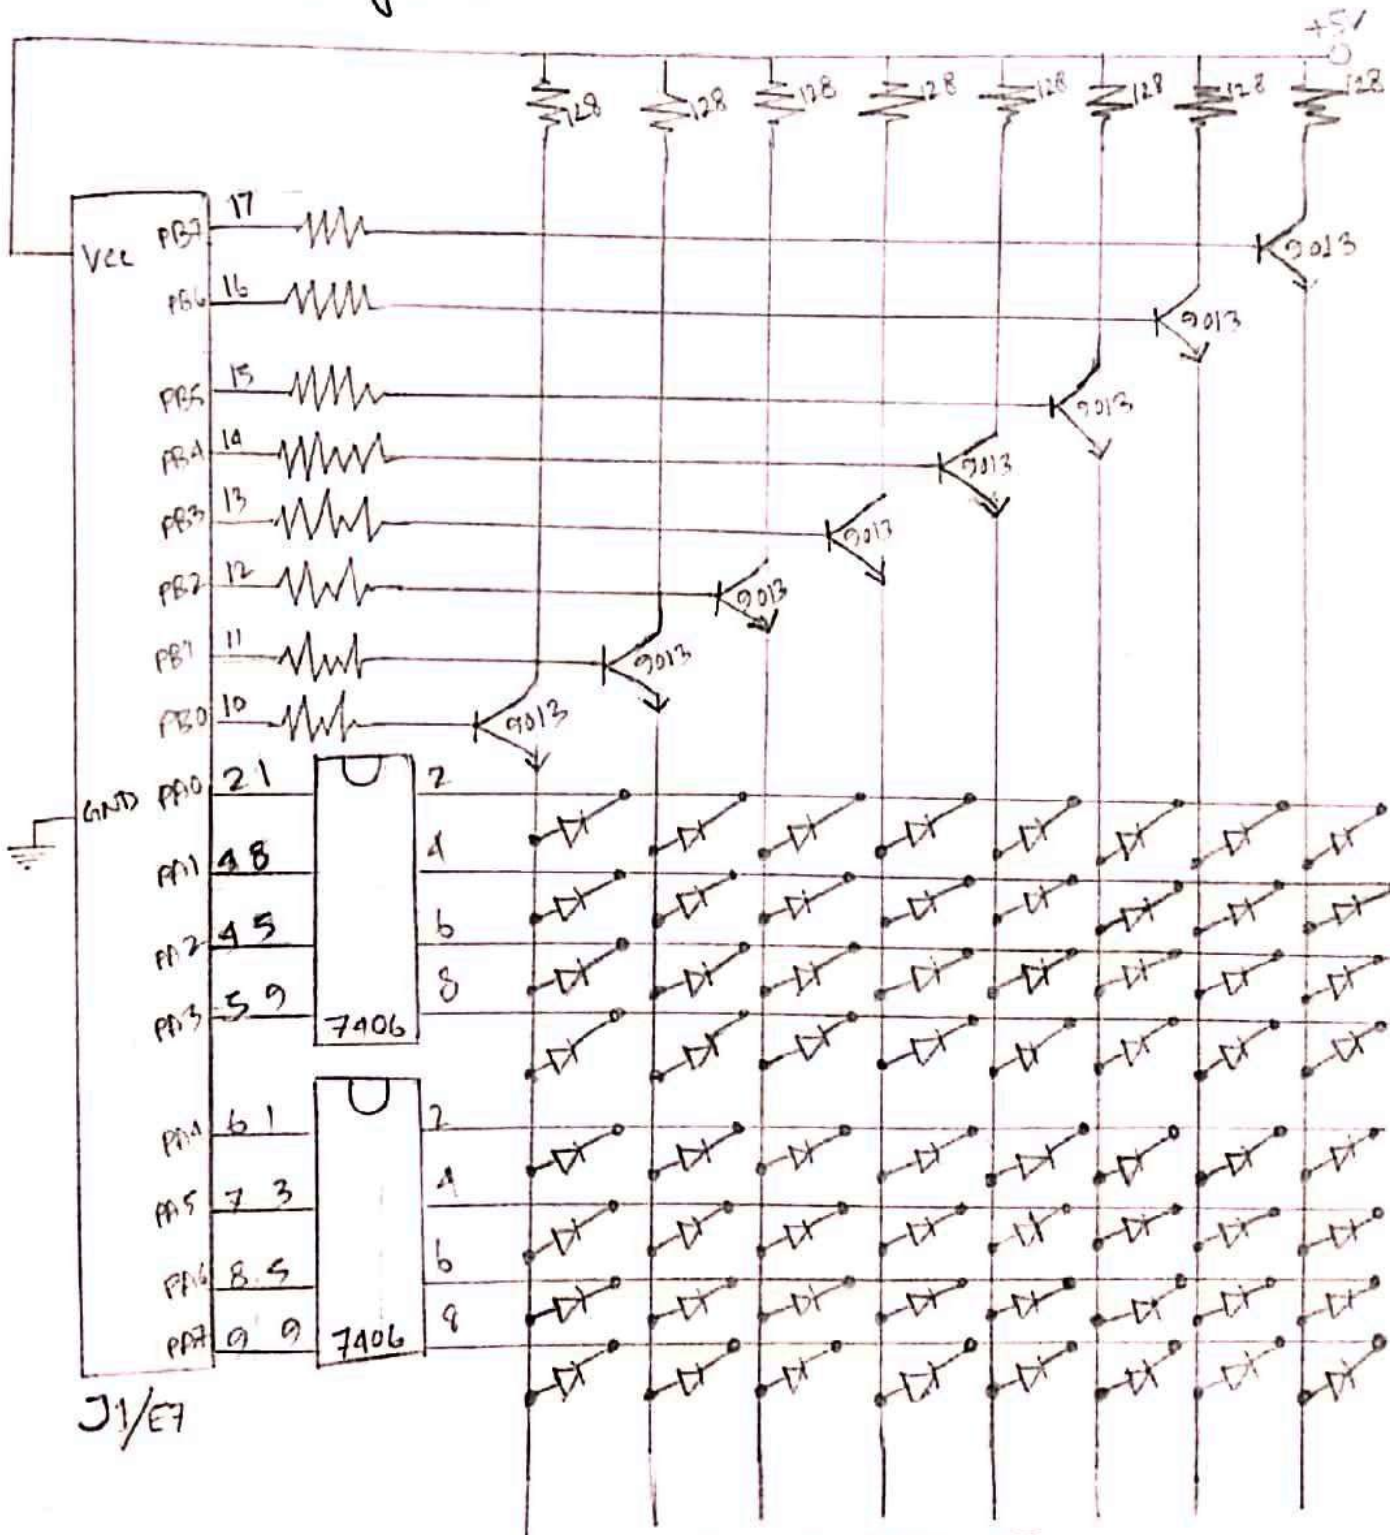 +5V
128 128 128 128 128 128 128 128
VCC PB7 17 9013
PB6 16 9013
PB5 15 9013
PB4 14 9013
PB3 13 9013
PB2 12 9013
PB1 11 9013
PB0 10 9013
GND PA0 2 1 2
PA1 4 8 4
PA2 4 5 6
PA3 5 9 8
7406
PA4 6 1 2
PA5 7 3 4
PA6 8.5 6
PA7 9 9 8
7406
J1/E7